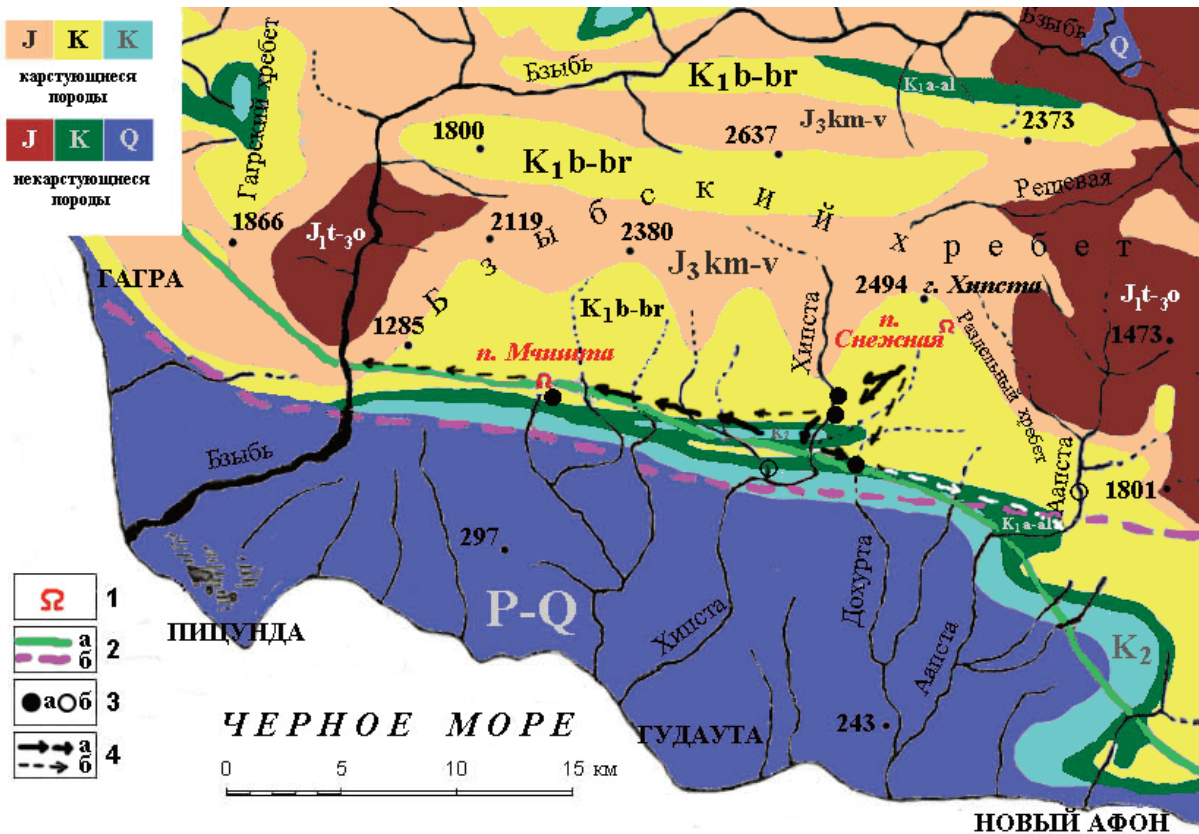 J K K
карстующиеся
породы
J K Q
некарстующиеся
породы
Гагрский хребет
1866
ГАГРА
Бзыбь
K₁b-br
K₁a-al
Бзыбь
Q
1800
2637
J₃km-v
2373
K₁b-br
Решевая
J₁t-₃o
2119
2380
Бзыбский хребет
J₃km-v
2494 г. Хипста
J₁t-₃o
1285
K₁b-br
Хипста
п.
Снежная
Раздельный хребет
1473
п. Мчишта
K₂
Аапста
1801
K₁a-al
Бзыбь
297
P-Q
ПИЦУНДА
Хипста
Дохурта
Аапста
K₂
243
ГУДАУТА
ЧЕРНОЕ МОРЕ
НОВЫЙ АФОН
0 5 10 15 км
1
а
б 2
а б 3
а
б 4